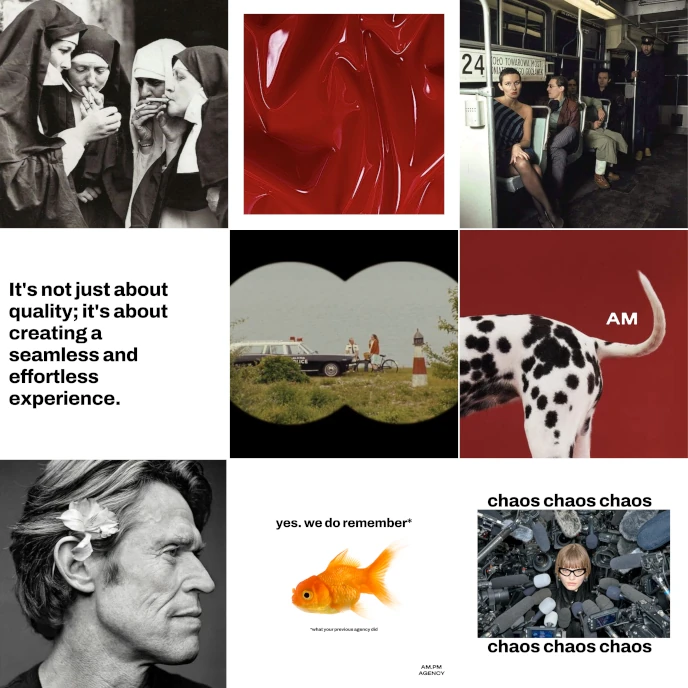 24
It's not just about
quality; it's about
creating a
seamless and
effortless
experience.
POLICE
AM
yes. we do remember*
*what your previous agency did
AM.PM
AGENCY
chaos chaos chaos
chaos chaos chaos